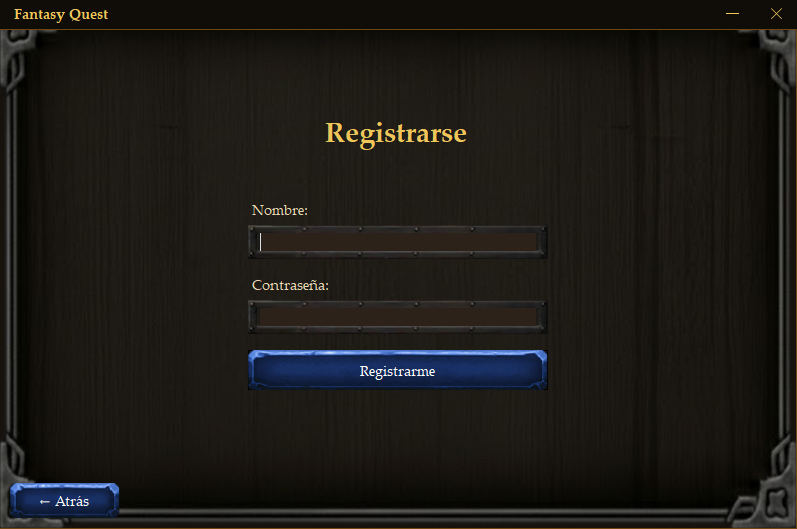 Fantasy Quest
Registrarse
Nombre:
Contraseña:
Registrarme
← Atrás